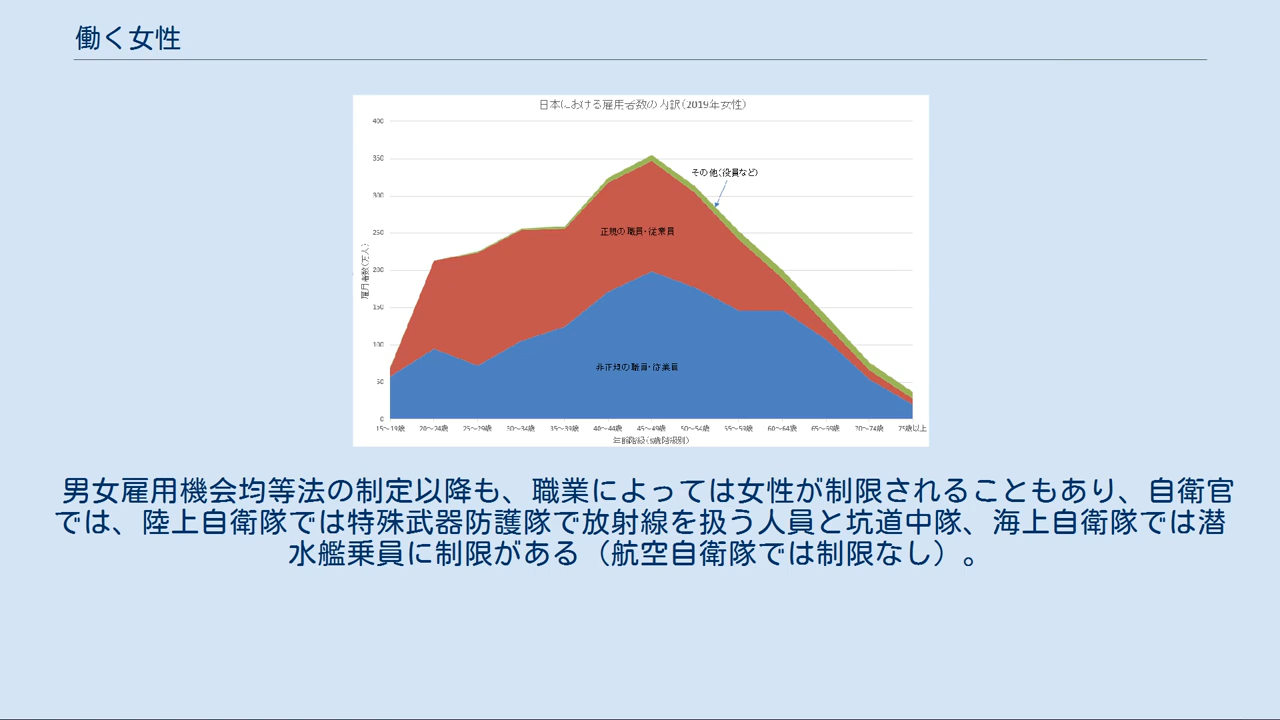 働く女性
日本における雇用者数の内訳(2019年女性)
400
350
300
250
200
150
100
50
0
雇用者数(万人)
その他(役員など)
正規の職員・従業員
非正規の職員・従業員
15～19歳 20～24歳 25～29歳 30～34歳 35～39歳 40～44歳 45～49歳 50～54歳 55～59歳 60～64歳 65～69歳 70～74歳 75歳以上
年齢階級(5歳階級別)
男女雇用機会均等法の制定以降も、職業によっては女性が制限されることもあり、自衛官
では、陸上自衛隊では特殊武器防護隊で放射線を扱う人員と坑道中隊、海上自衛隊では潜
水艦乗員に制限がある（航空自衛隊では制限なし）。